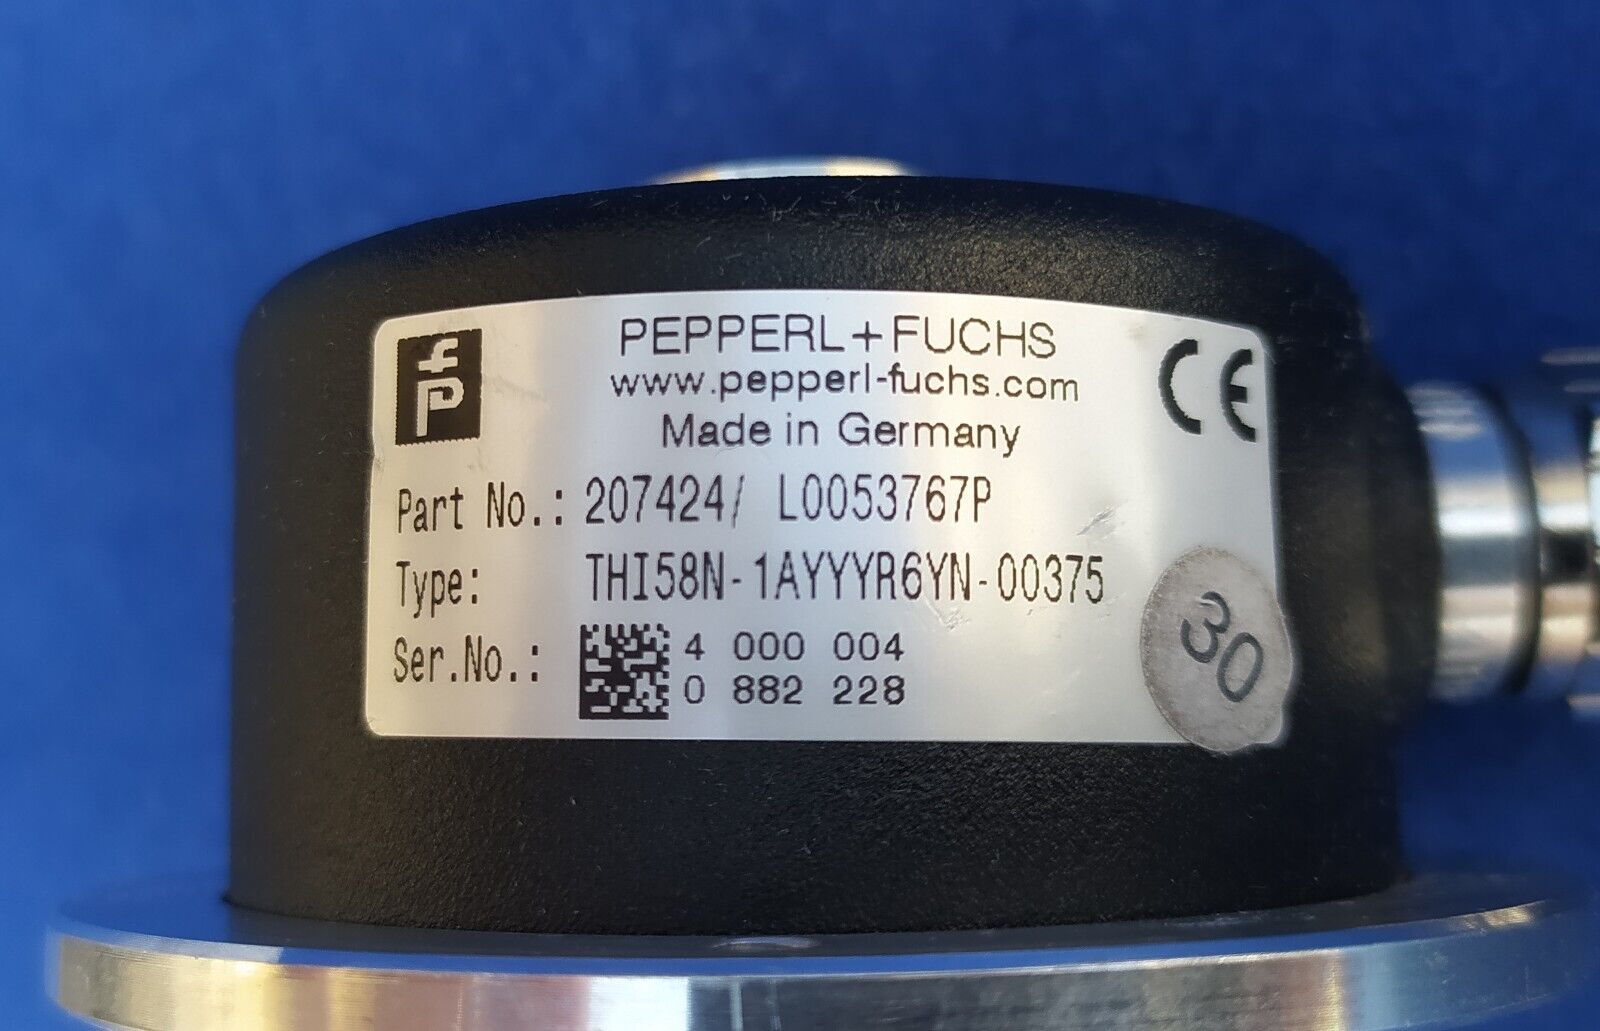 PEPPERL+FUCHS
www.pepperl-fuchs.com
Made in Germany
fP
CE
Part No.: 207424/ L0053767P
Type: THI58N-1AYYYR6YN-00375
Ser.No.: 4 000 004
0 882 228
30